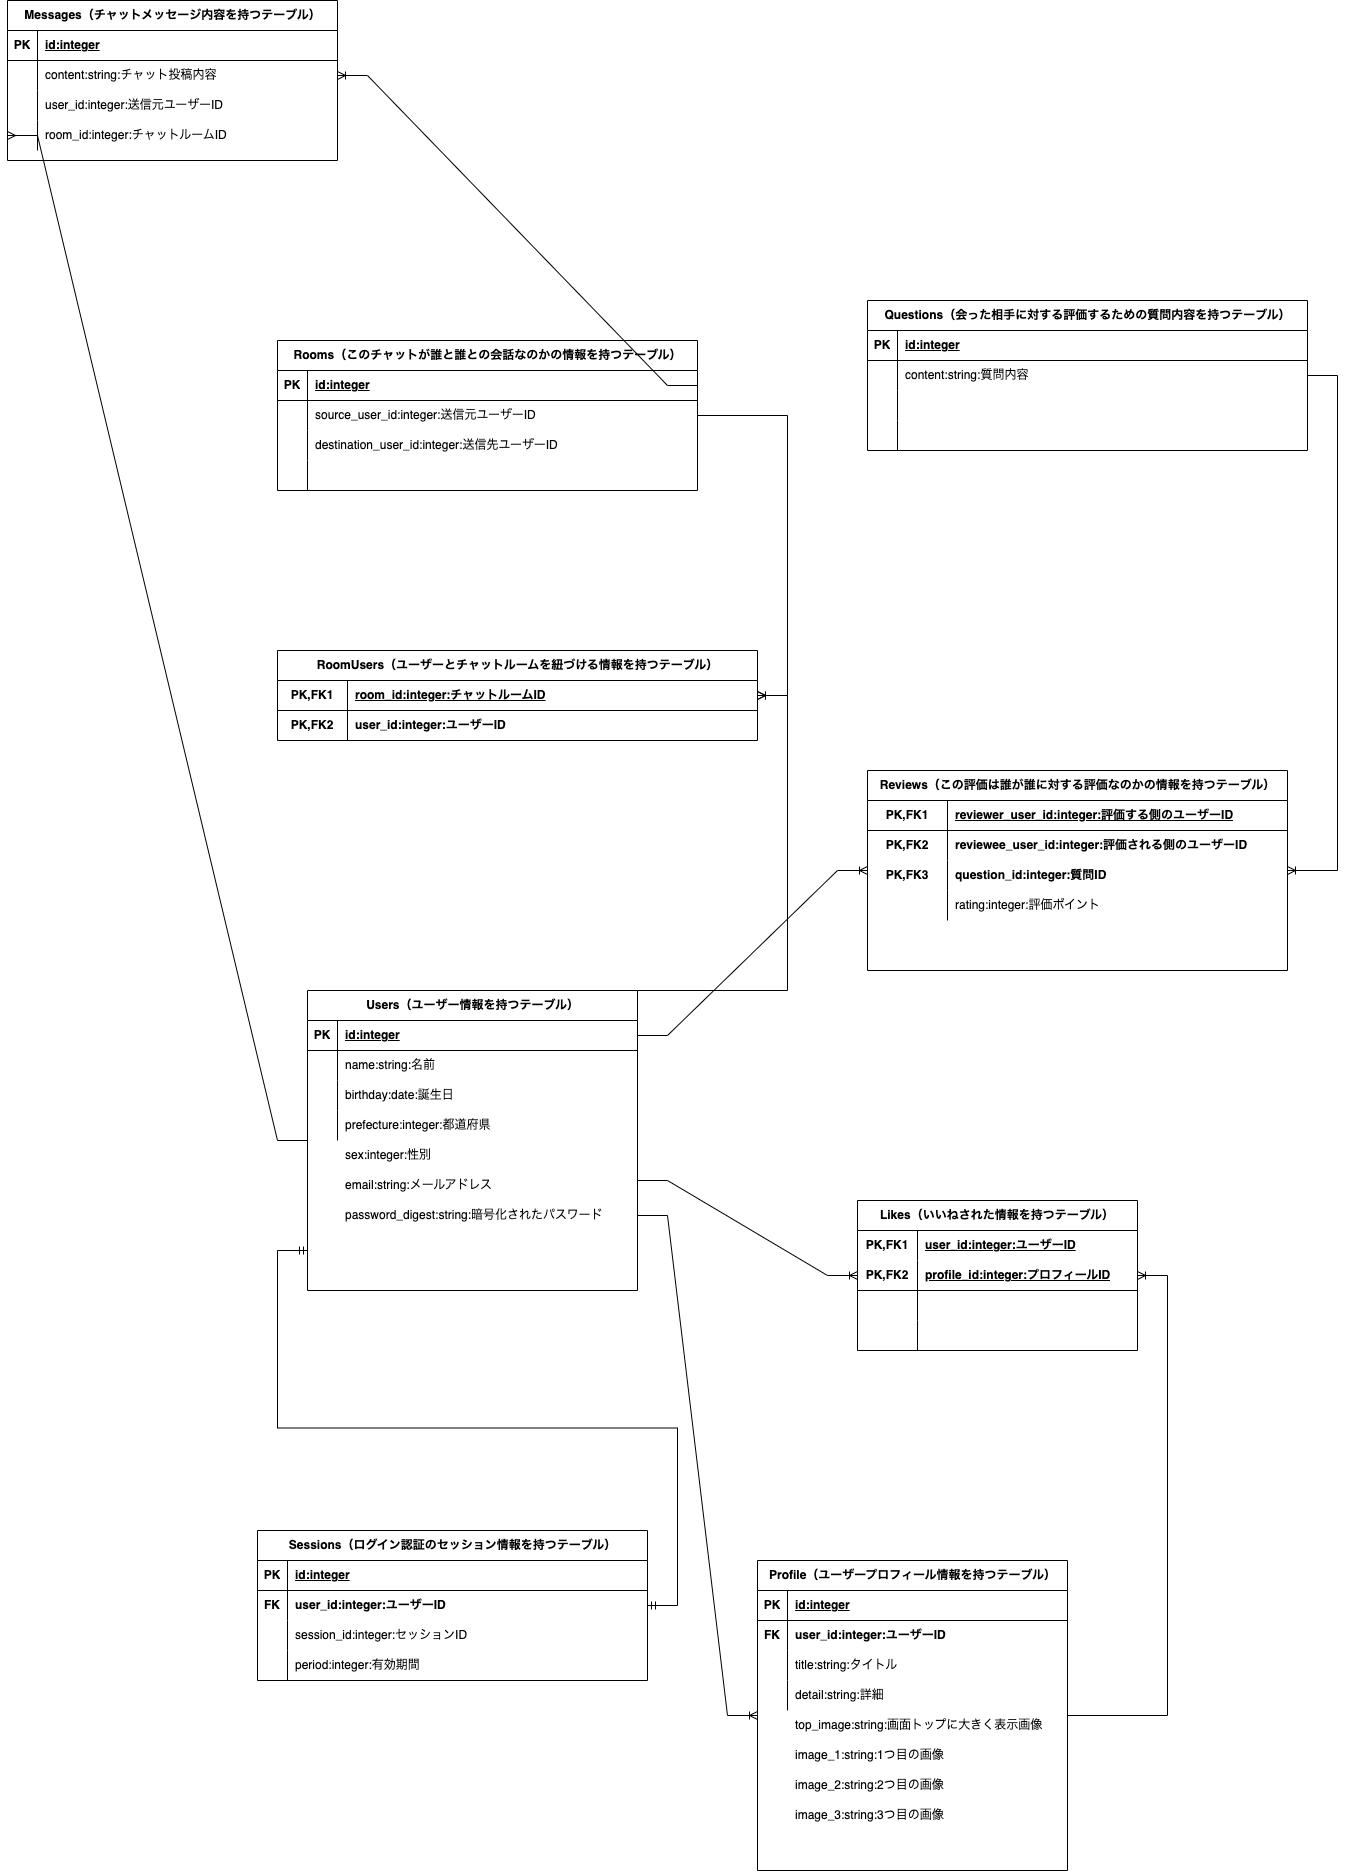 Messages（チャットメッセージ内容を持つテーブル）
PK id:integer
content:string:チャット投稿内容
user_id:integer:送信元ユーザーID
room_id:integer:チャットルームID
Questions（会った相手に対する評価するための質問内容を持つテーブル）
PK id:integer
content:string:質問内容
Rooms（このチャットが誰と誰との会話なのかの情報を持つテーブル）
PK id:integer
source_user_id:integer:送信元ユーザーID
destination_user_id:integer:送信先ユーザーID
RoomUsers（ユーザーとチャットルームを紐づける情報を持つテーブル）
PK,FK1 room_id:integer:チャットルームID
PK,FK2 user_id:integer:ユーザーID
Reviews（この評価は誰が誰に対する評価なのかの情報を持つテーブル）
PK,FK1 reviewer_user_id:integer:評価する側のユーザーID
PK,FK2 reviewee_user_id:integer:評価される側のユーザーID
PK,FK3 question_id:integer:質問ID
rating:integer:評価ポイント
Users（ユーザー情報を持つテーブル）
PK id:integer
name:string:名前
birthday:date:誕生日
prefecture:integer:都道府県
sex:integer:性別
email:string:メールアドレス
password_digest:string:暗号化されたパスワード
Likes（いいねされた情報を持つテーブル）
PK,FK1 user_id:integer:ユーザーID
PK,FK2 profile_id:integer:プロフィールID
Sessions（ログイン認証のセッション情報を持つテーブル）
PK id:integer
FK user_id:integer:ユーザーID
session_id:integer:セッションID
period:integer:有効期間
Profile（ユーザープロフィール情報を持つテーブル）
PK id:integer
FK user_id:integer:ユーザーID
title:string:タイトル
detail:string:詳細
top_image:string:画面トップに大きく表示画像
image_1:string:1つ目の画像
image_2:string:2つ目の画像
image_3:string:3つ目の画像